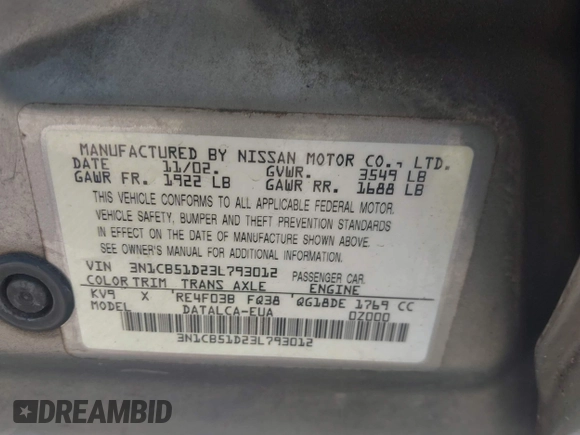 MANUFACTURED BY NISSAN MOTOR CO., LTD.
DATE 11/02. GVWR. 3549 LB
GAWR FR. 1922 LB GAWR RR. 1688 LB
THIS VEHICLE CONFORMS TO ALL APPLICABLE FEDERAL MOTOR
VEHICLE SAFETY, BUMPER AND THEFT PREVENTION STANDARDS
IN EFFECT ON THE DATE OF MANUFACTURE SHOWN ABOVE.
SEE OWNER'S MANUAL FOR ADDITIONAL INFORMATION.
VIN 3N1CB51D23L793012 PASSENGER CAR
COLOR TRIM TRANS AXLE ENGINE
KV9 X RE4F03B FQ38 QG18DE 1769 CC
MODEL DATALCA-EUA 0Z000
3N1CB51D23L793012
DREAMBID